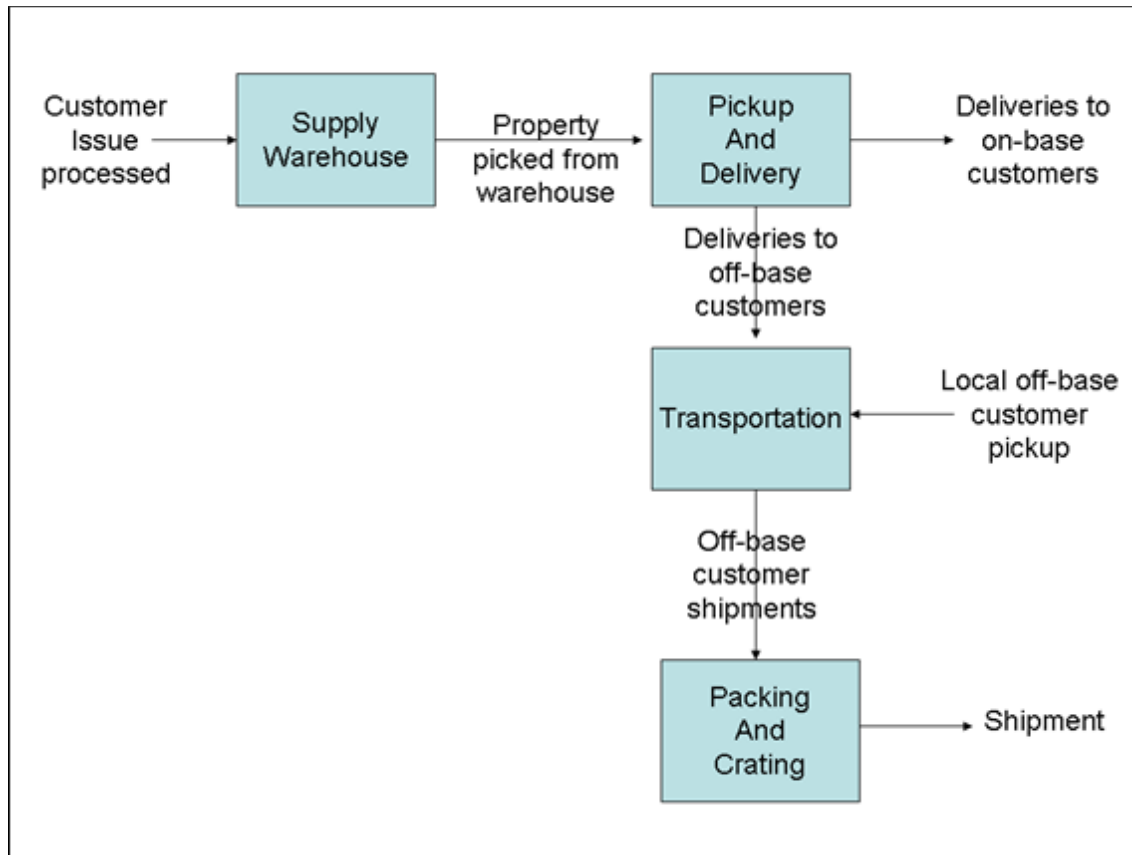 Customer
Issue
processed
Supply
Warehouse
Property
picked from
warehouse
Pickup
And
Delivery
Deliveries to
on-base
customers
Deliveries to
off-base
customers
Transportation
Local off-base
customer
pickup
Off-base
customer
shipments
Packing
And
Crating
Shipment